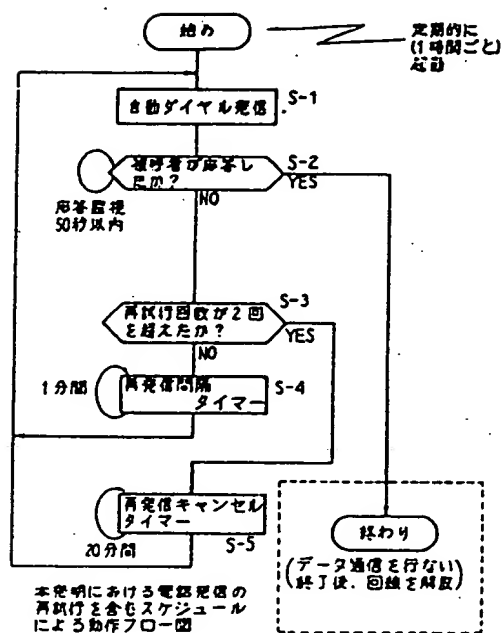 始め
定期的に
(1時間ごと)
起動
自動ダイヤル発信
S-1
被呼者が応答し
たか?
S-2
YES
NO
応答監視
50秒以内
再試行回数が2回
を超えたか?
S-3
YES
NO
1分間
再発信間隔
タイマー
S-4
再発信キャンセル
タイマー
S-5
20分間
終わり
(データ通信を行ない
終了後、回線を解放)
本発明における電話発信の
再試行を含むスケジュール
による動作フロー図